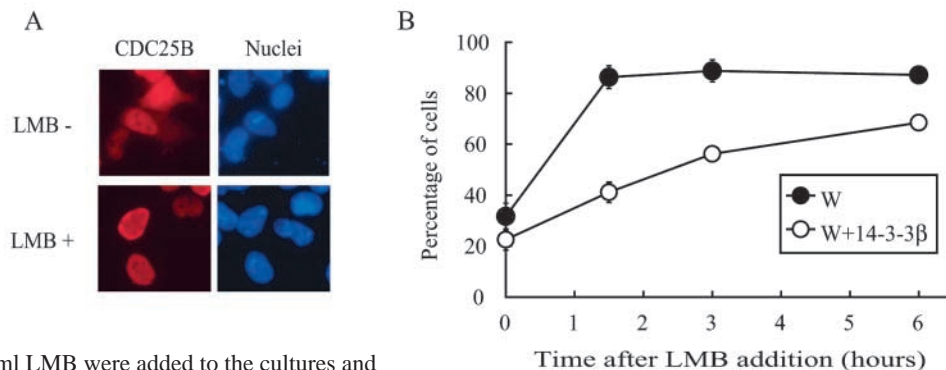 A
CDC25B Nuclei
LMB -
LMB +
B
Percentage of cells
100
80
60
40
20
0
W
W+14-3-3β
0 1 2 3 4 5 6
Time after LMB addition (hours)
ml LMB were added to the cultures and